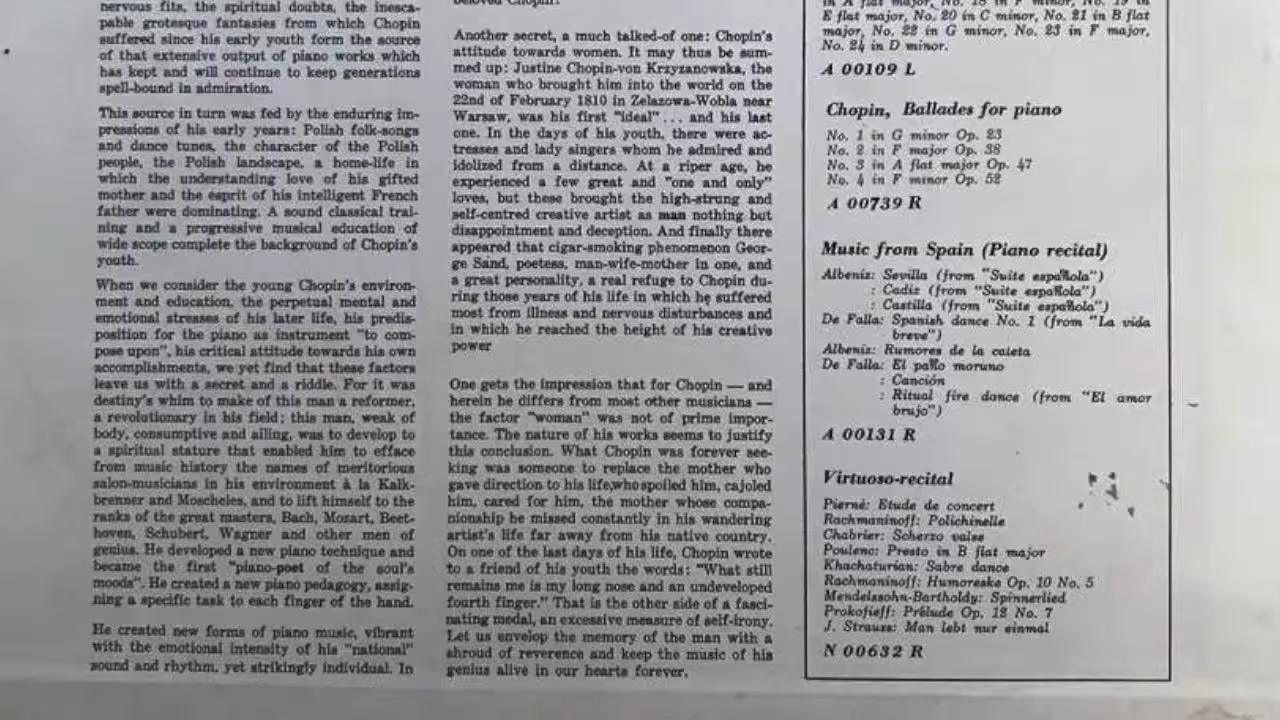 nervous fits, the spiritual doubts, the inesca-
pable grotesque fantasies from which Chopin
suffered since his early youth form the source
of that extensive output of piano works which
has kept and will continue to keep generations
spell-bound in admiration.
This source in turn was fed by the enduring im-
pressions of his early years: Polish folk-songs
and dance tunes, the character of the Polish
people, the Polish landscape, a home-life in
which the understanding love of his gifted
mother and the esprit of his intelligent French
father were dominating. A sound classical trai-
ning and a progressive musical education of
wide scope complete the background of Chopin's
youth.
When we consider the young Chopin's environ-
ment and education, the perpetual mental and
emotional stresses of his later life, his predis-
position for the piano as instrument "to com-
pose upon", his critical attitude towards his own
accomplishments, we yet find that these factors
leave us with a secret and a riddle. For it was
destiny's whim to make of this man a reformer,
a revolutionary in his field; this man, weak of
body, consumptive and ailing, was to develop to
a spiritual stature that enabled him to efface
from music history the names of meritorious
salon-musicians in his environment à la Kalk-
brenner and Moscheles, and to lift himself to the
ranks of the great masters, Bach, Mozart, Beet-
hoven, Schubert, Wagner and other men of
genius. He developed a new piano technique and
became the first "piano-poet of the soul's
moods". He created a new piano pedagogy, assig-
ning a specific task to each finger of the hand.
He created new forms of piano music, vibrant
with the emotional intensity of his "national"
sound and rhythm, yet strikingly individual. In
beloved Chopin!
Another secret, a much talked-of one: Chopin's
attitude towards women. It may thus be sum-
med up: Justine Chopin-von Krzyzanowska, the
woman who brought him into the world on the
22nd of February 1810 in Zelazowa-Wobla near
Warsaw, was his first "ideal" ... and his last
one. In the days of his youth, there were ac-
tresses and lady singers whom he admired and
idolized from a distance. At a riper age, he
experienced a few great and "one and only"
loves, but these brought the high-strung and
self-centred creative artist as man nothing but
disappointment and deception. And finally there
appeared that cigar-smoking phenomenon Geor-
ge Sand, poetess, man-wife-mother in one, and
a great personality, a real refuge to Chopin du-
ring those years of his life in which he suffered
most from illness and nervous disturbances and
in which he reached the height of his creative
power
One gets the impression that for Chopin — and
herein he differs from most other musicians —
the factor "woman" was not of prime impor-
tance. The nature of his works seems to justify
this conclusion. What Chopin was forever see-
king was someone to replace the mother who
gave direction to his life,who spoiled him, cajoled
him, cared for him, the mother whose compa-
nionship he missed constantly in his wandering
artist's life far away from his native country.
On one of the last days of his life, Chopin wrote
to a friend of his youth the words: "What still
remains me is my long nose and an undeveloped
fourth finger." That is the other side of a fasci-
nating medal, an excessive measure of self-irony.
Let us envelop the memory of the man with a
shroud of reverence and keep the music of his
genius alive in our hearts forever.
in A flat major, No. 18 in F minor, No. 19 in
E flat major, No. 20 in C minor, No. 21 in B flat
major, No. 22 in G minor, No. 23 in F major,
No. 24 in D minor.
A 00109 L
Chopin, Ballades for piano
No. 1 in G minor Op. 23
No. 2 in F major Op. 38
No. 3 in A flat major Op. 47
No. 4 in F minor Op. 52
A 00739 R
Music from Spain (Piano recital)
Albeniz: Sevilla (from "Suite española")
: Cadiz (from "Suite española")
: Castilla (from "Suite española")
De Falla: Spanish dance No. 1 (from "La vida
breve")
Albeniz: Rumores de la caleta
De Falla: El paño moruno
: Canción
: Ritual fire dance (from "El amor
brujo")
A 00131 R
Virtuoso-recital
Pierné: Etude de concert
Rachmaninoff: Polichinelle
Chabrier: Scherzo valse
Poulenc: Presto in B flat major
Khachaturian: Sabre dance
Rachmaninoff: Humoreske Op. 10 No. 5
Mendelssohn-Bartholdy: Spinnerlied
Prokofieff: Prélude Op. 12 No. 7
J. Strauss: Man lebt nur einmal
N 00632 R